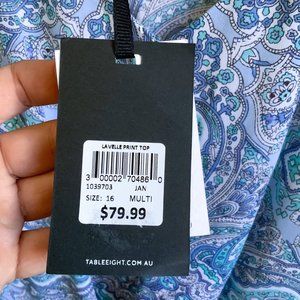 LAVELLE PRINT TOP
3 00002 70486 0
1039703 JAN
SIZE: 16 MULTI
$79.99
TABLEEIGHT.COM.AU